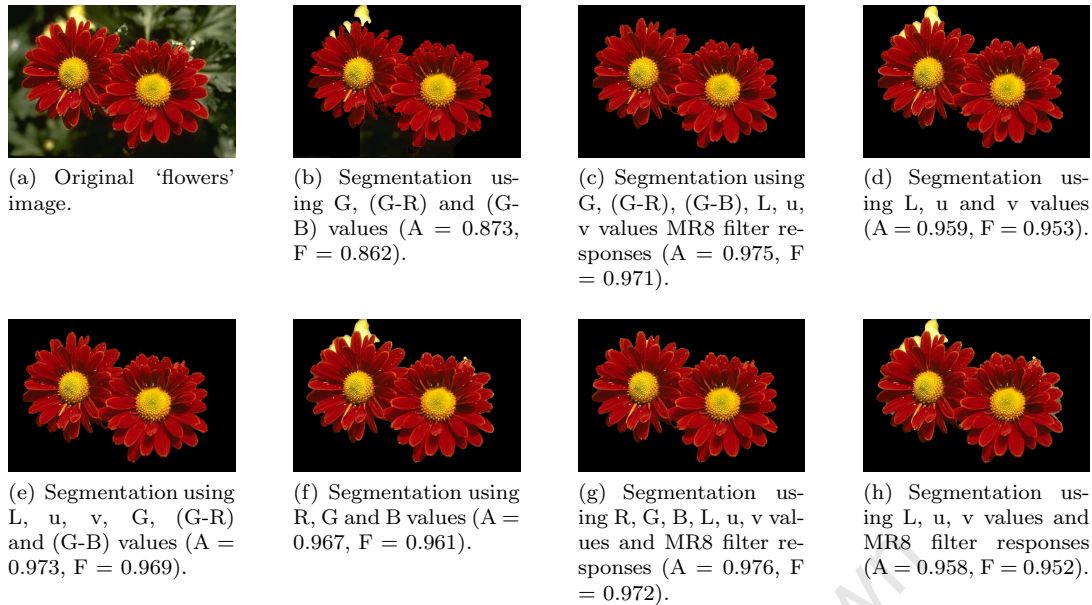 (a) Original ‘flowers’
image.
(b) Segmentation us-
ing G, (G-R) and (G-
B) values (A = 0.873,
F = 0.862).
(c) Segmentation using
G, (G-R), (G-B), L, u,
v values MR8 filter re-
sponses (A = 0.975, F
= 0.971).
(d) Segmentation us-
ing L, u and v values
(A = 0.959, F = 0.953).
(e) Segmentation using
L, u, v, G, (G-R)
and (G-B) values (A =
0.973, F = 0.969).
(f) Segmentation using
R, G and B values (A =
0.967, F = 0.961).
(g) Segmentation us-
ing R, G, B, L, u, v val-
ues and MR8 filter re-
sponses (A = 0.976, F
= 0.972).
(h) Segmentation us-
ing L, u, v values and
MR8 filter responses
(A = 0.958, F = 0.952).